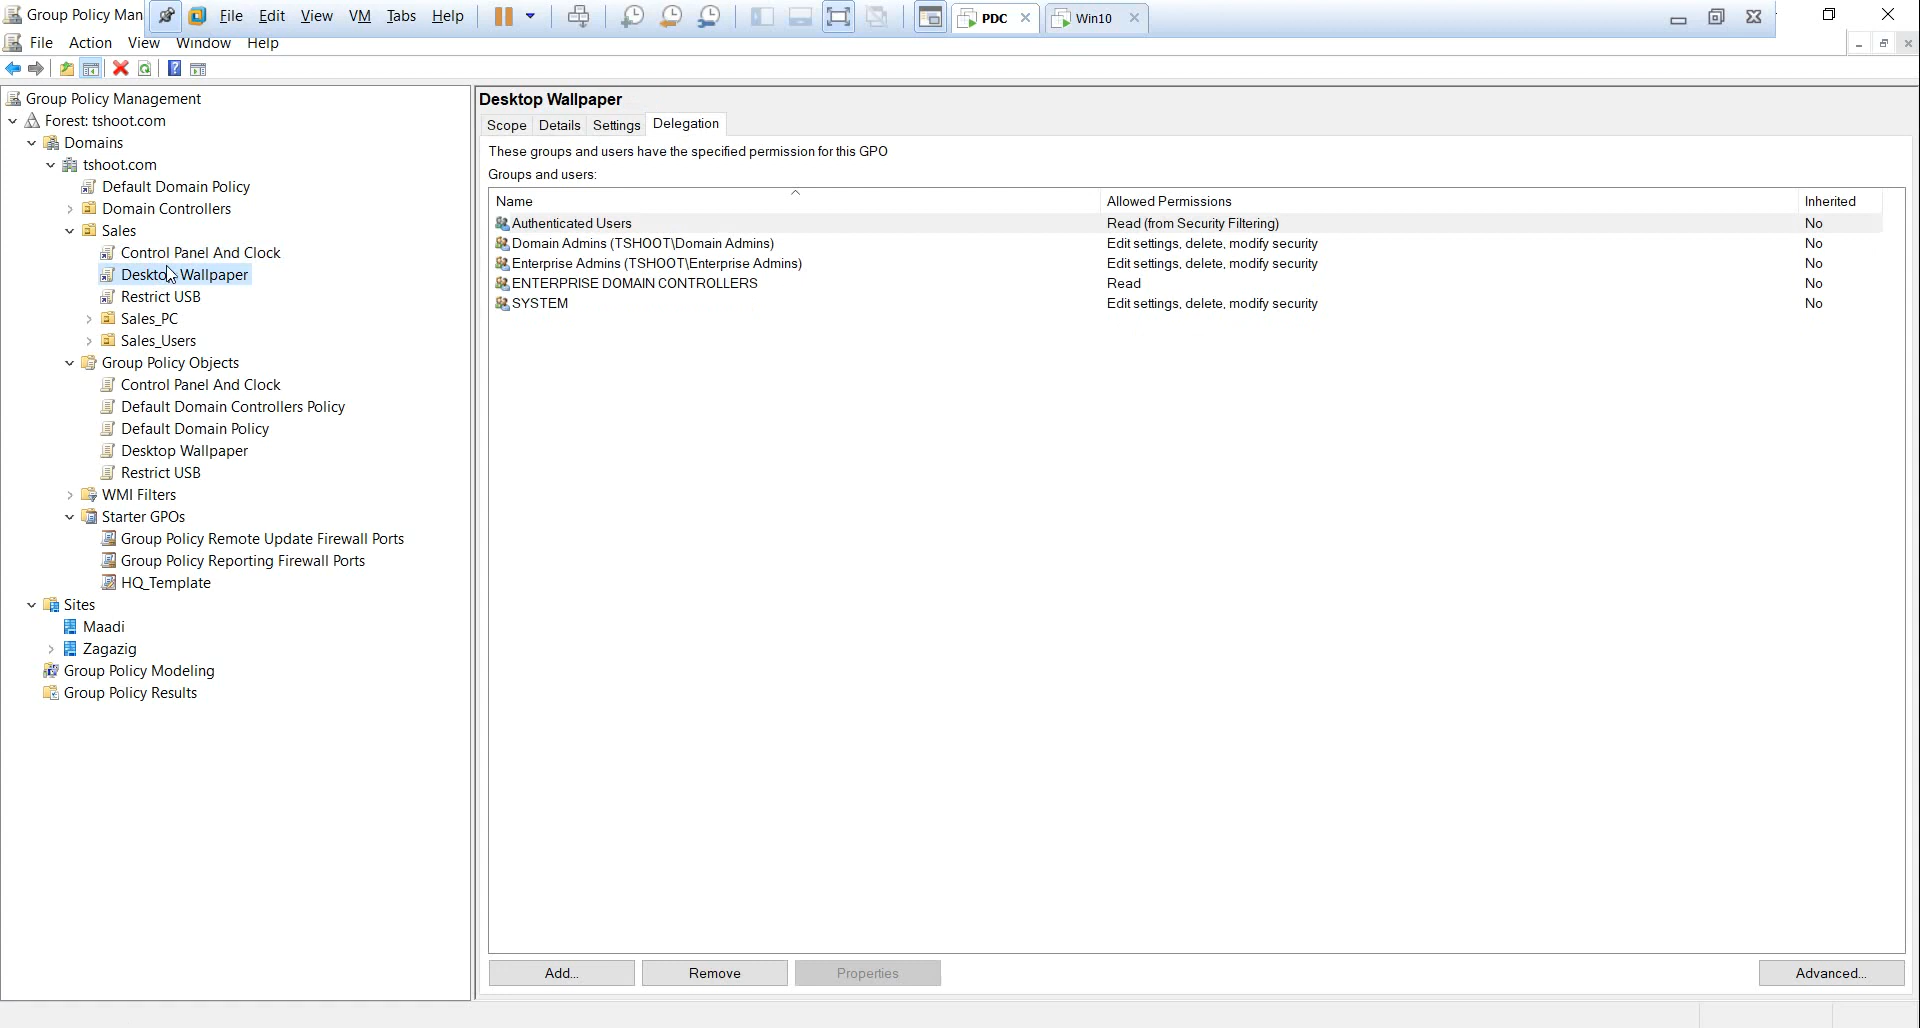 Group Policy Man
File Edit View VM Tabs Help PDC Win10
File Action View Window Help
Group Policy Management
Forest: tshoot.com
Domains
tshoot.com
Default Domain Policy
Domain Controllers
Sales
Control Panel And Clock
Desktop Wallpaper
Restrict USB
Sales_PC
Sales_Users
Group Policy Objects
Control Panel And Clock
Default Domain Controllers Policy
Default Domain Policy
Desktop Wallpaper
Restrict USB
WMI Filters
Starter GPOs
Group Policy Remote Update Firewall Ports
Group Policy Reporting Firewall Ports
HQ_Template
Sites
Maadi
Zagazig
Group Policy Modeling
Group Policy Results
Desktop Wallpaper
Scope Details Settings Delegation
These groups and users have the specified permission for this GPO
Groups and users:
Name Allowed Permissions Inherited
Authenticated Users Read (from Security Filtering) No
Domain Admins (TSHOOT\Domain Admins) Edit settings, delete, modify security No
Enterprise Admins (TSHOOT\Enterprise Admins) Edit settings, delete, modify security No
ENTERPRISE DOMAIN CONTROLLERS Read No
SYSTEM Edit settings, delete, modify security No
Add... Remove Properties Advanced...